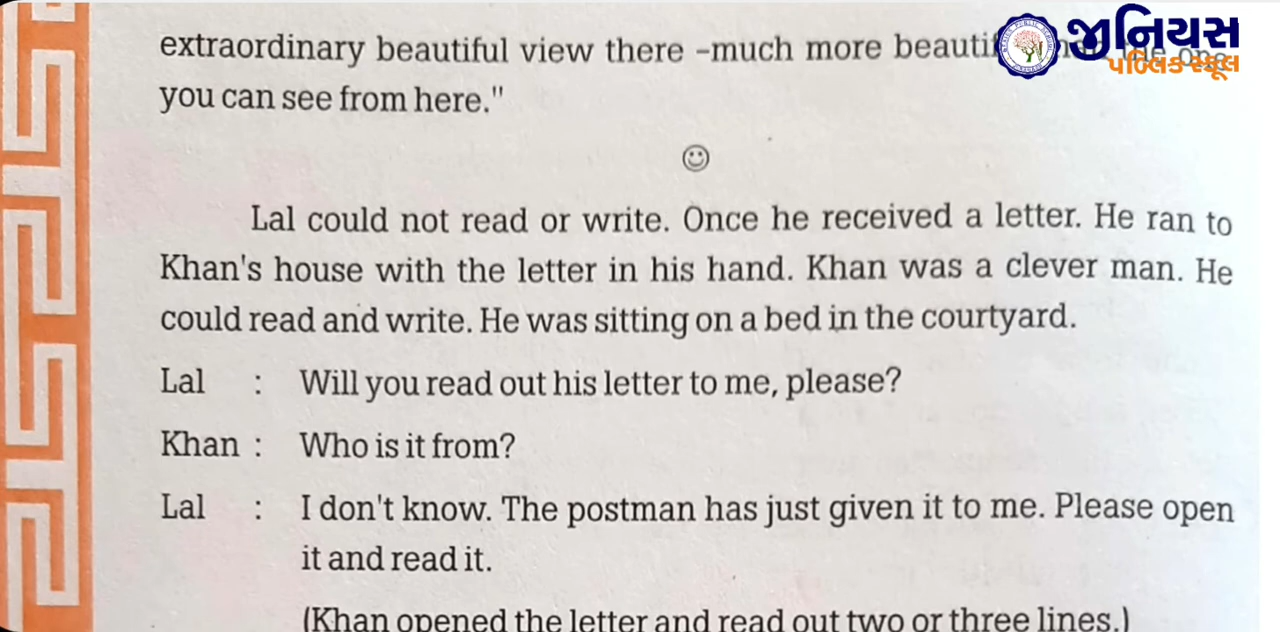 extraordinary beautiful view there –much more
you can see from here."
Lal could not read or write. Once he received a letter. He ran to
Khan's house with the letter in his hand. Khan was a clever man. He
could read and write. He was sitting on a bed in the courtyard.
Lal : Will you read out his letter to me, please?
Khan : Who is it from?
Lal : I don't know. The postman has just given it to me. Please open
it and read it.
(Khan opened the letter and read out two or three lines.)
જીનિયસ
પબ્લિક સ્કૂલ